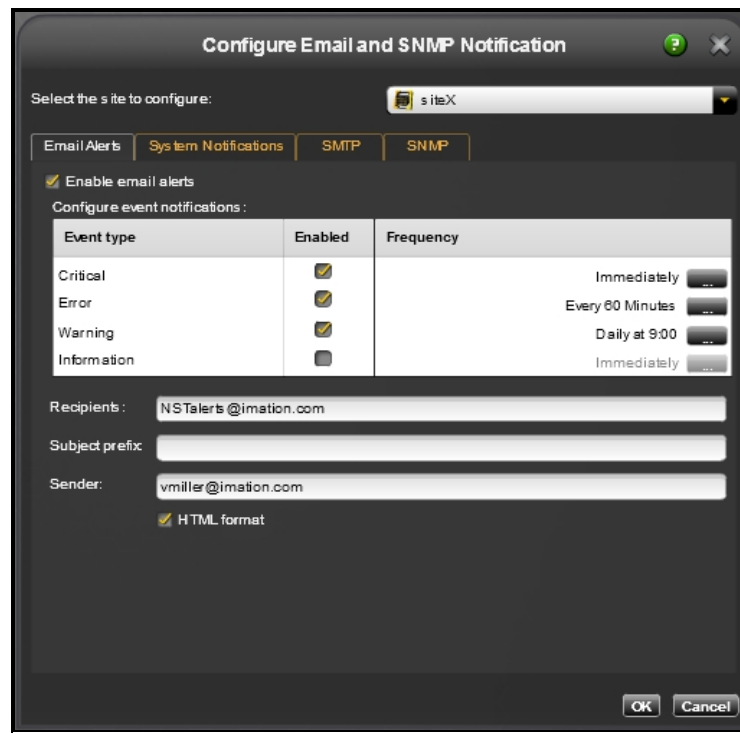 Configure Email and SNMP Notification ?
Select the site to configure: siteX
Email Alerts System Notifications SMTP SNMP
Enable email alerts
Configure event notifications:
Event type Enabled Frequency
Critical Immediately ...
Error Every 60 Minutes ...
Warning Daily at 9:00 ...
Information Immediately ...
Recipients: NSTalerts@imation.com
Subject prefix:
Sender: vmiller@imation.com
HTML format
OK Cancel